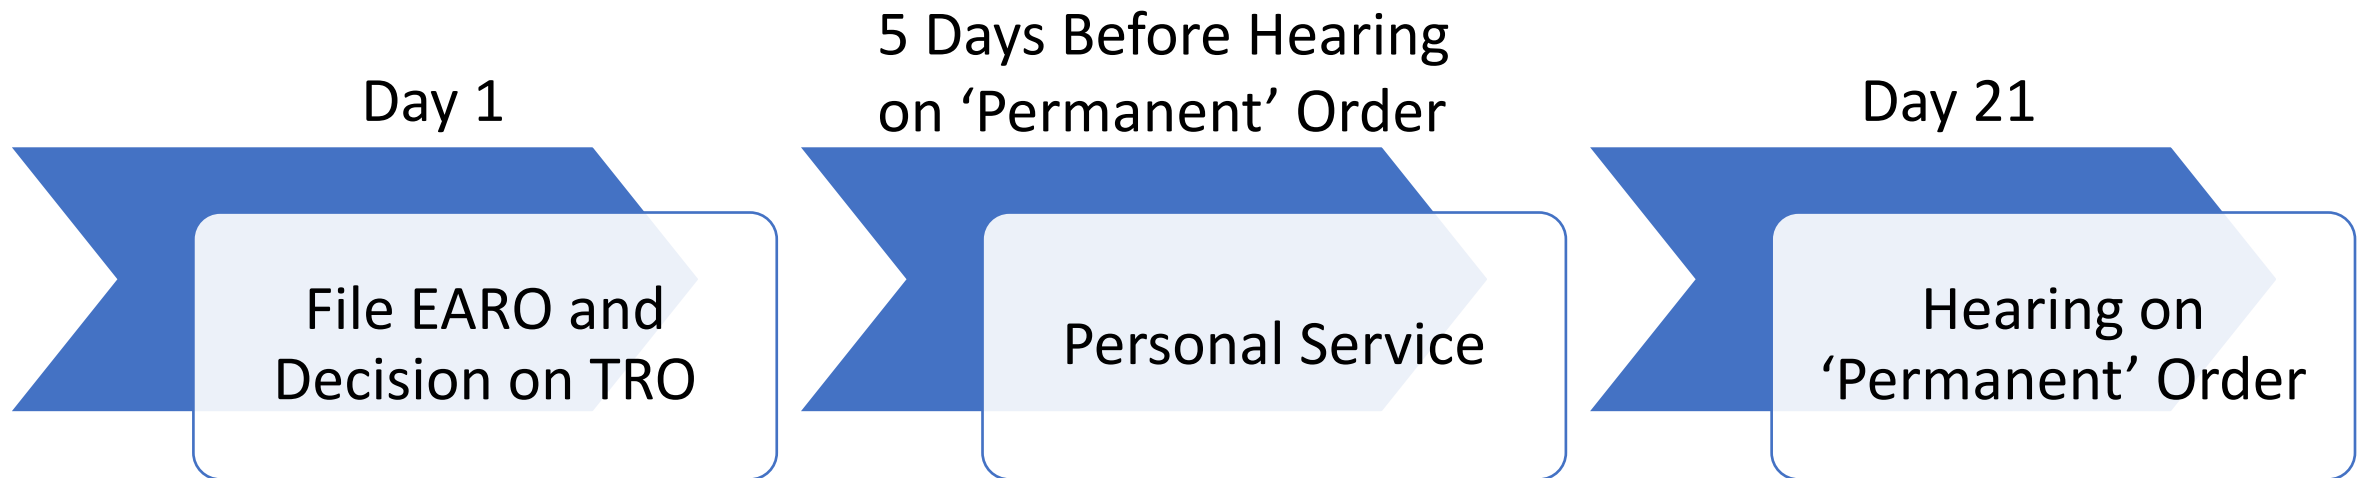 Day 1
File EARO and
Decision on TRO
5 Days Before Hearing
on ‘Permanent’ Order
Personal Service
Day 21
Hearing on
‘Permanent’ Order